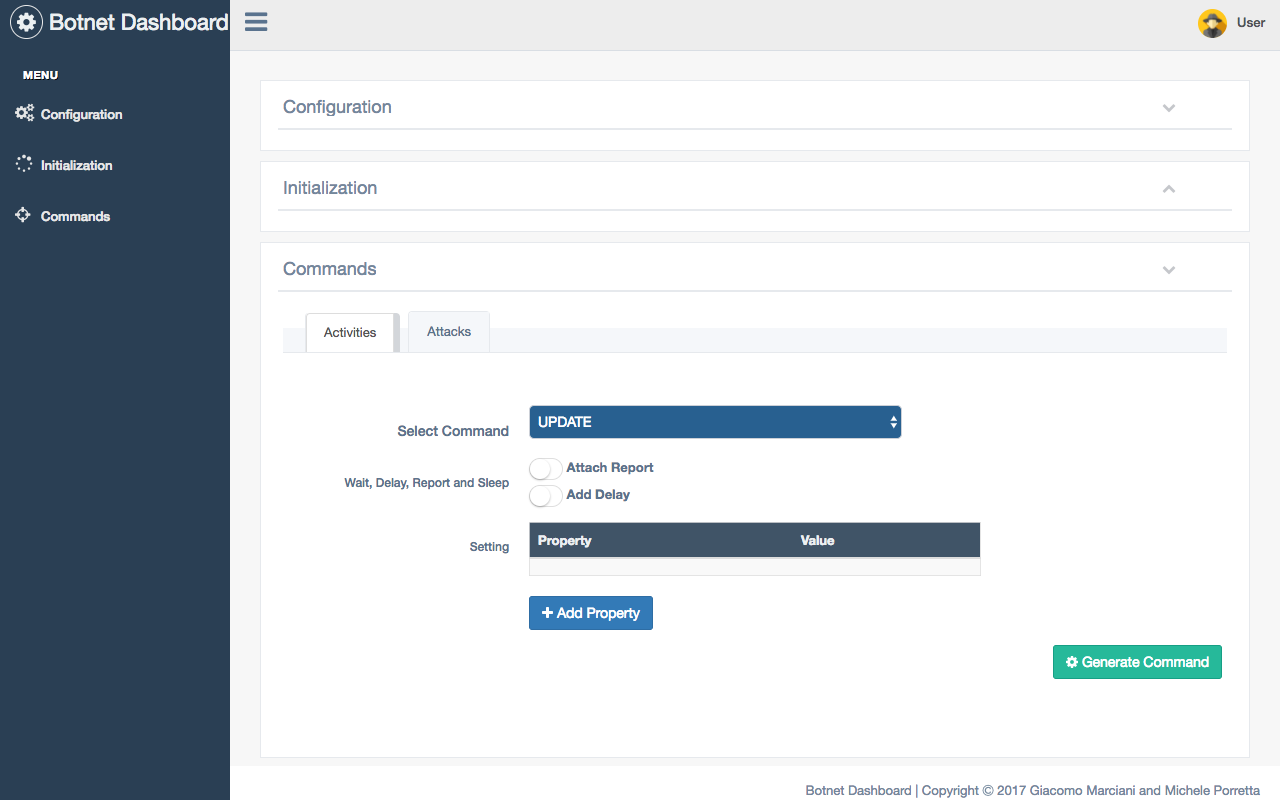 Botnet Dashboard
User
MENU
Configuration
Initialization
Commands
Configuration
Initialization
Commands
Activities
Attacks
Select Command
UPDATE
Wait, Delay, Report and Sleep
Attach Report
Add Delay
Setting
Property Value
Add Property
Generate Command
Botnet Dashboard | Copyright © 2017 Giacomo Marciani and Michele Porretta